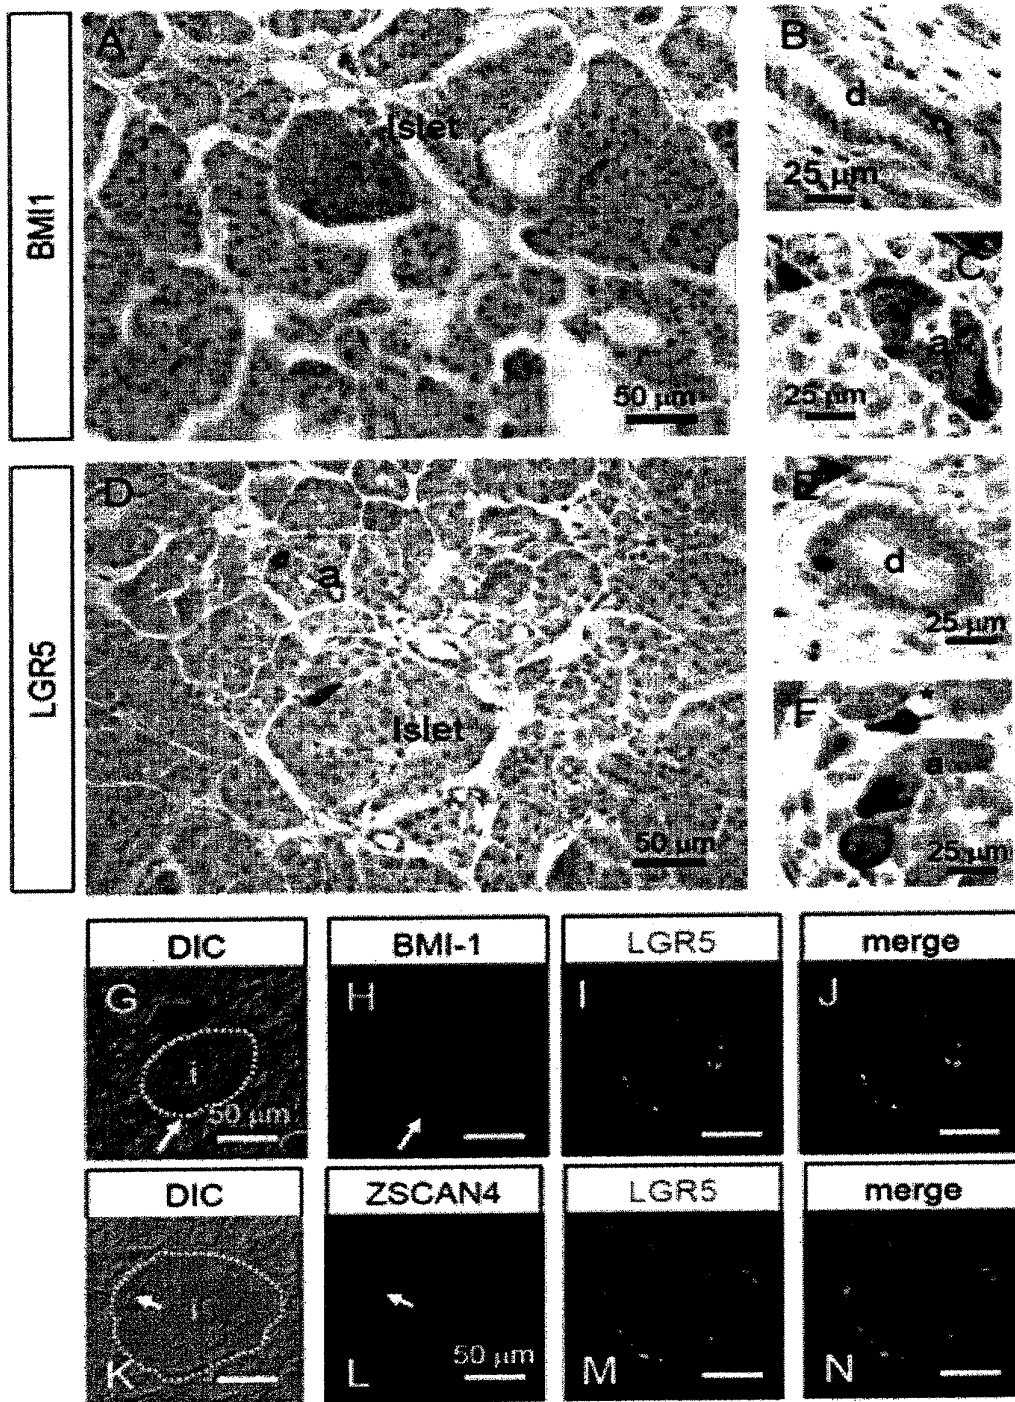 BMI1
A
Islet
50 μm
B
d
25 μm
C
a
25 μm
LGR5
D
a
Islet
50 μm
E
d
25 μm
F
*
a
25 μm
DIC
BMI-1
LGR5
merge
G
i
50 μm
H
I
J
DIC
ZSCAN4
LGR5
merge
K
i
L
50 μm
M
N